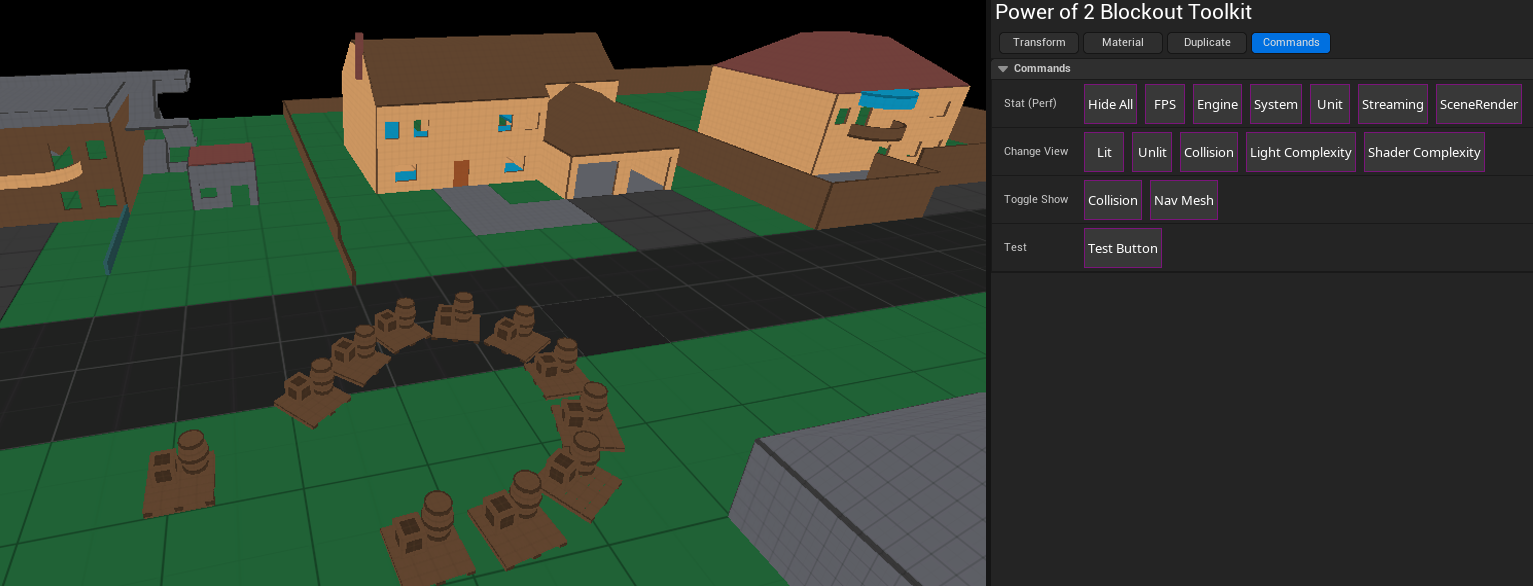 Power of 2 Blockout Toolkit
Transform Material Duplicate Commands
Commands
Stat (Perf) Hide All FPS Engine System Unit Streaming SceneRender
Change View Lit Unlit Collision Light Complexity Shader Complexity
Toggle Show Collision Nav Mesh
Test Test Button